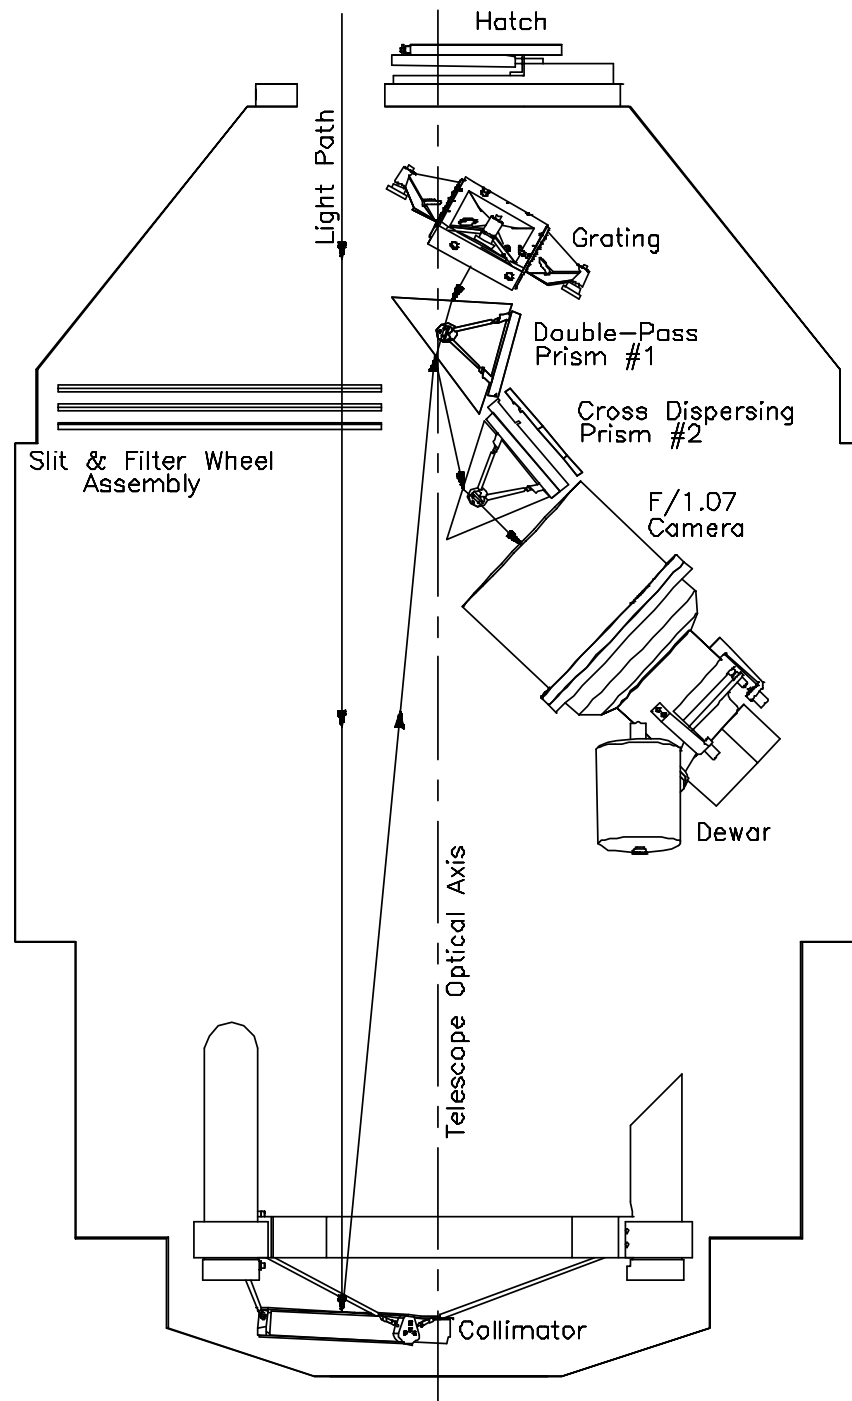 Hatch
Light Path
Grating
Double-Pass
Prism #1
Cross Dispersing
Prism #2
Slit & Filter Wheel
Assembly
F/1.07
Camera
Dewar
Telescope Optical Axis
Collimator